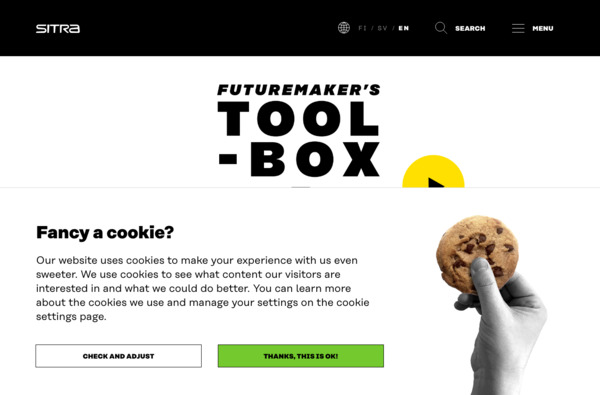 SITRA
FI / SV / EN
SEARCH
MENU
FUTUREMAKER'S
TOOL
-BOX
Fancy a cookie?
Our website uses cookies to make your experience with us even
sweeter. We use cookies to see what content our visitors are
interested in and what we could do better. You can learn more
about the cookies we use and manage your settings on the cookie
settings page.
CHECK AND ADJUST
THANKS, THIS IS OK!